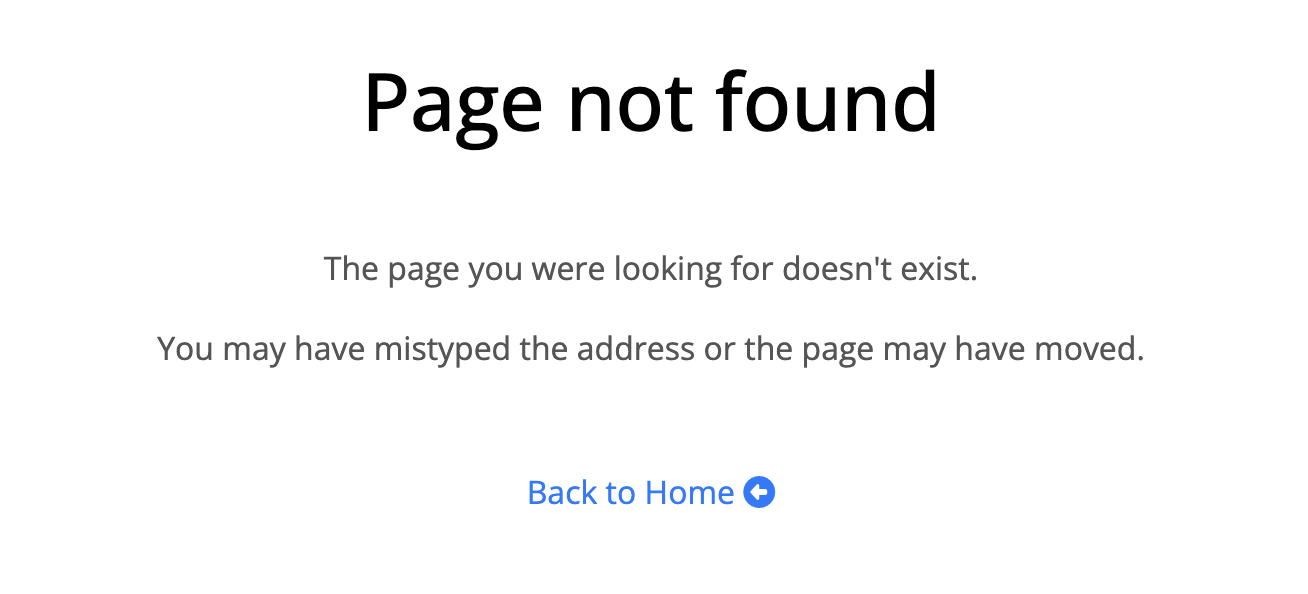 Page not found
The page you were looking for doesn't exist.
You may have mistyped the address or the page may have moved.
Back to Home